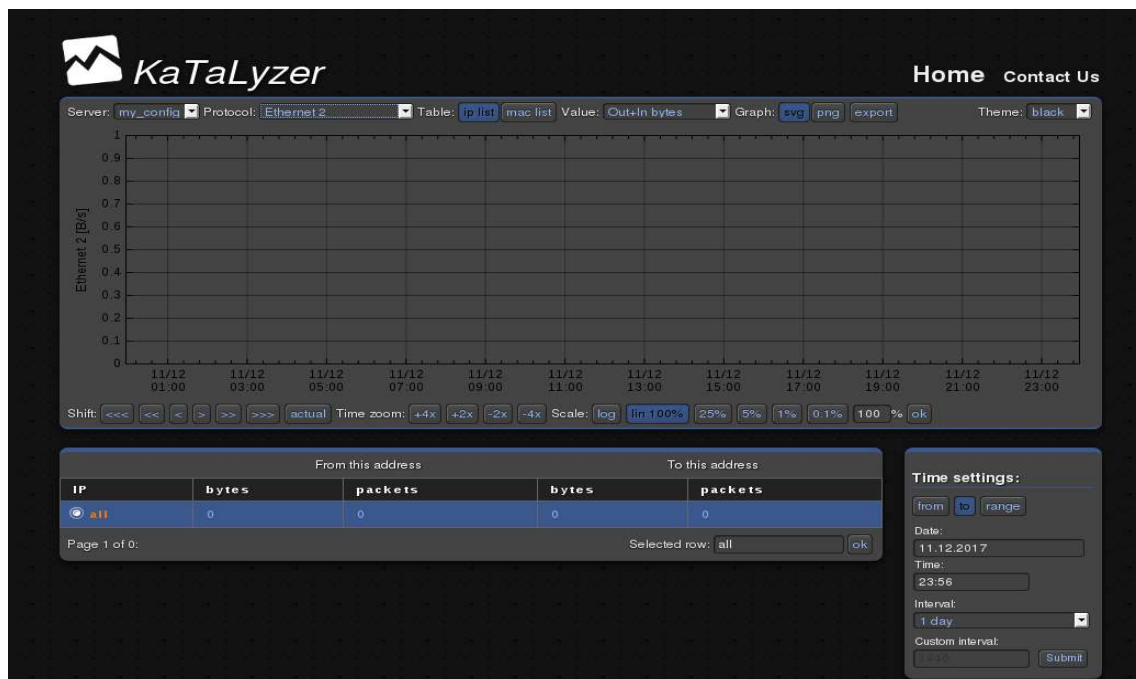 KaTaLyzer
Home Contact Us
Server: my_config Protocol: Ethernet 2 Table: ip list mac list Value: Out+In bytes Graph: svg png export Theme: black
1
0.9
0.8
0.7
0.6
0.5
0.4
0.3
0.2
0.1
0
Ethernet 2 [B/s]
11/12 11/12 11/12 11/12 11/12 11/12 11/12 11/12 11/12 11/12 11/12 11/12
01:00 03:00 05:00 07:00 09:00 11:00 13:00 15:00 17:00 19:00 21:00 23:00
Shift: <<< << < > >> >>> actual Time zoom: +4x +2x -2x -4x Scale: log lin 100% 25% 5% 1% 0.1% 100 % ok
From this address To this address
IP bytes packets bytes packets
all 0 0 0 0
Page 1 of 0: Selected row: all ok
Time settings:
from to range
Date:
11.12.2017
Time:
23:56
Interval:
1 day
Custom interval:
Submit